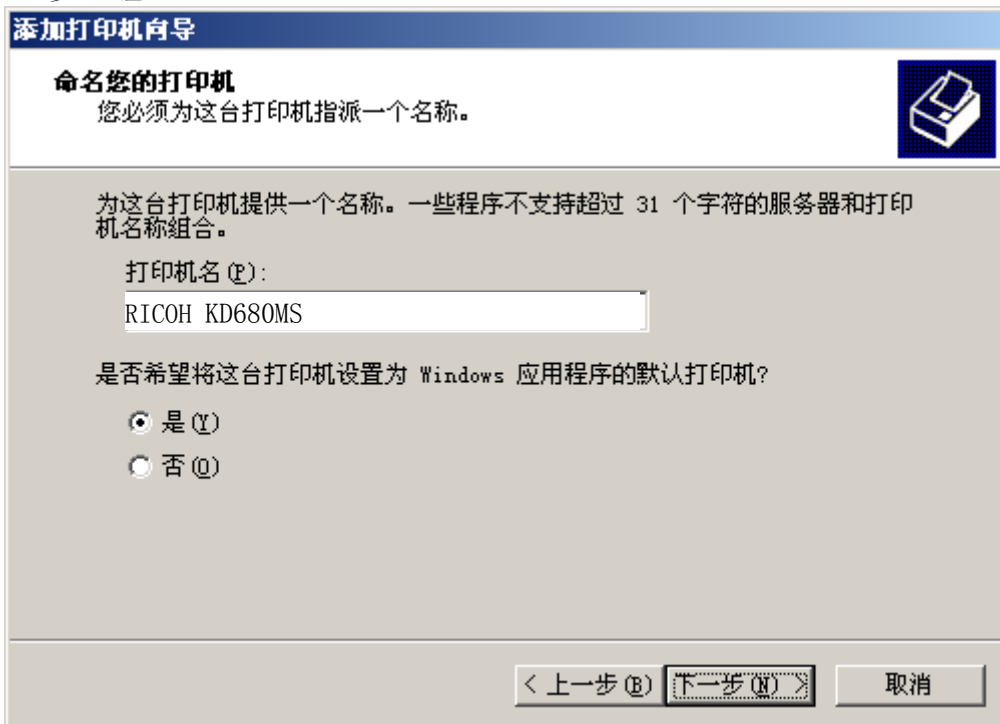 添加打印机向导
命名您的打印机
您必须为这台打印机指派一个名称。
为这台打印机提供一个名称。一些程序不支持超过 31 个字符的服务器和打印
机名称组合。
打印机名(P):
RICOH KD680MS
是否希望将这台打印机设置为 Windows 应用程序的默认打印机?
是(Y)
否(O)
< 上一步(B) 下一步(N) > 取消